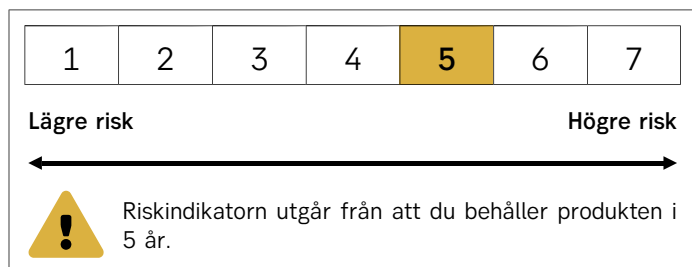 1 2 3 4 5 6 7
Lägre risk Högre risk
Riskindikatorn utgår från att du behåller produkten i
5 år.